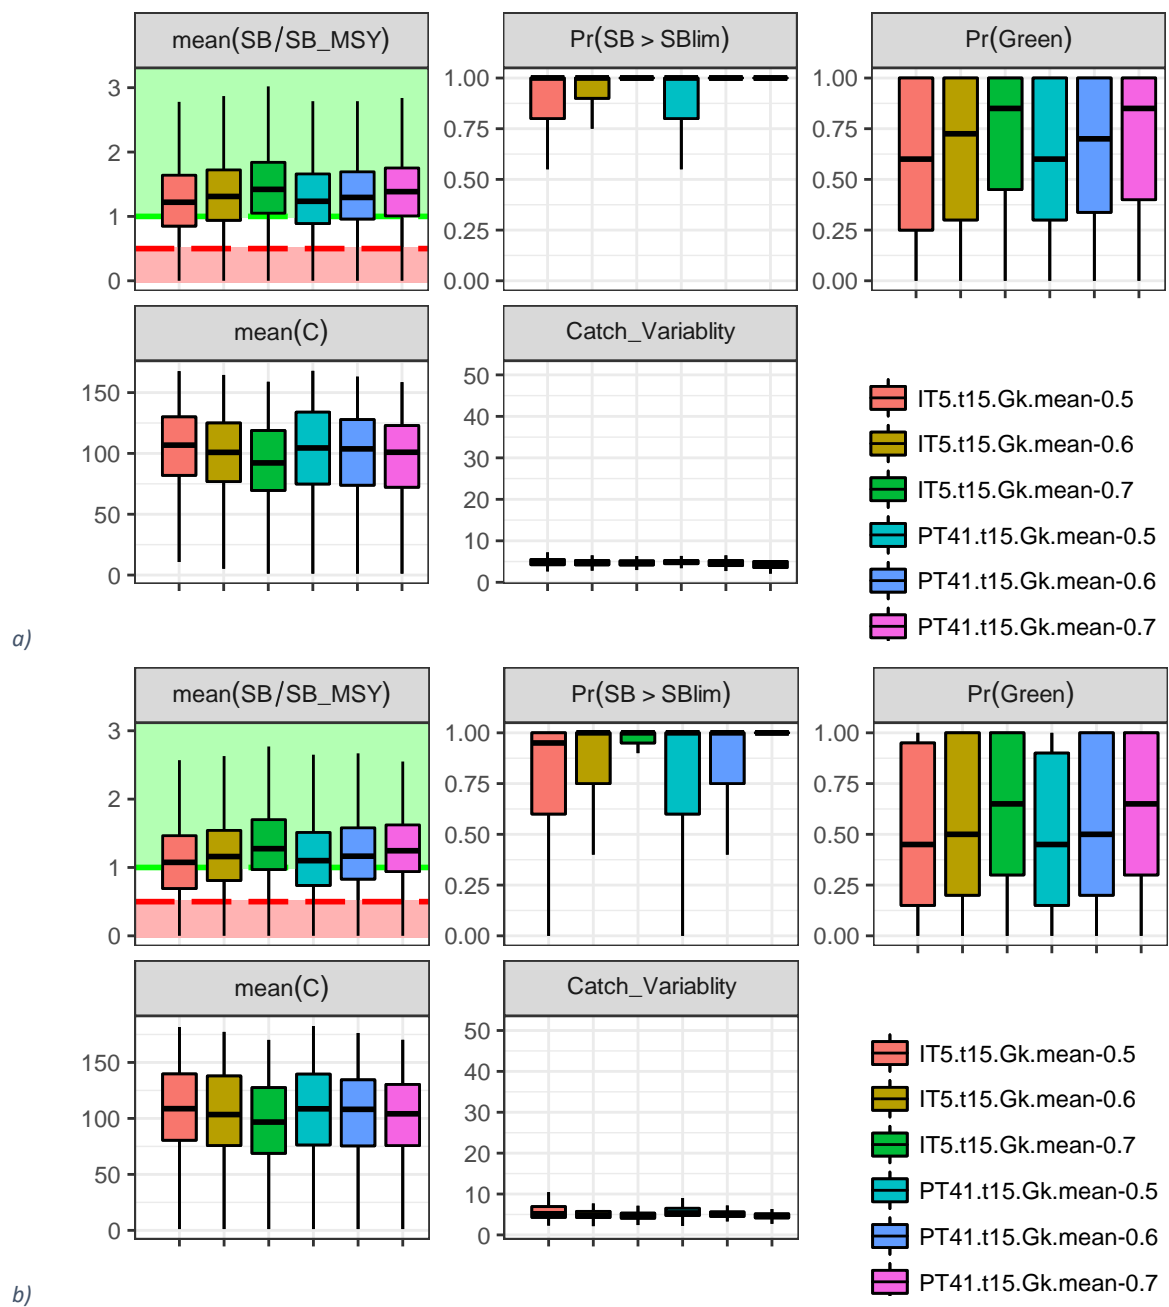 mean(SB/SB_MSY)
Pr(SB > SBlim)
Pr(Green)
3
2
1
0
1.00
0.75
0.50
0.25
0.00
1.00
0.75
0.50
0.25
0.00
mean(C)
Catch_Variablity
150
100
50
0
50
40
30
20
10
0
IT5.t15.Gk.mean-0.5
IT5.t15.Gk.mean-0.6
IT5.t15.Gk.mean-0.7
PT41.t15.Gk.mean-0.5
PT41.t15.Gk.mean-0.6
PT41.t15.Gk.mean-0.7
a)
mean(SB/SB_MSY)
Pr(SB > SBlim)
Pr(Green)
3
2
1
0
1.00
0.75
0.50
0.25
0.00
1.00
0.75
0.50
0.25
0.00
mean(C)
Catch_Variablity
150
100
50
0
50
40
30
20
10
0
IT5.t15.Gk.mean-0.5
IT5.t15.Gk.mean-0.6
IT5.t15.Gk.mean-0.7
PT41.t15.Gk.mean-0.5
PT41.t15.Gk.mean-0.6
PT41.t15.Gk.mean-0.7
b)